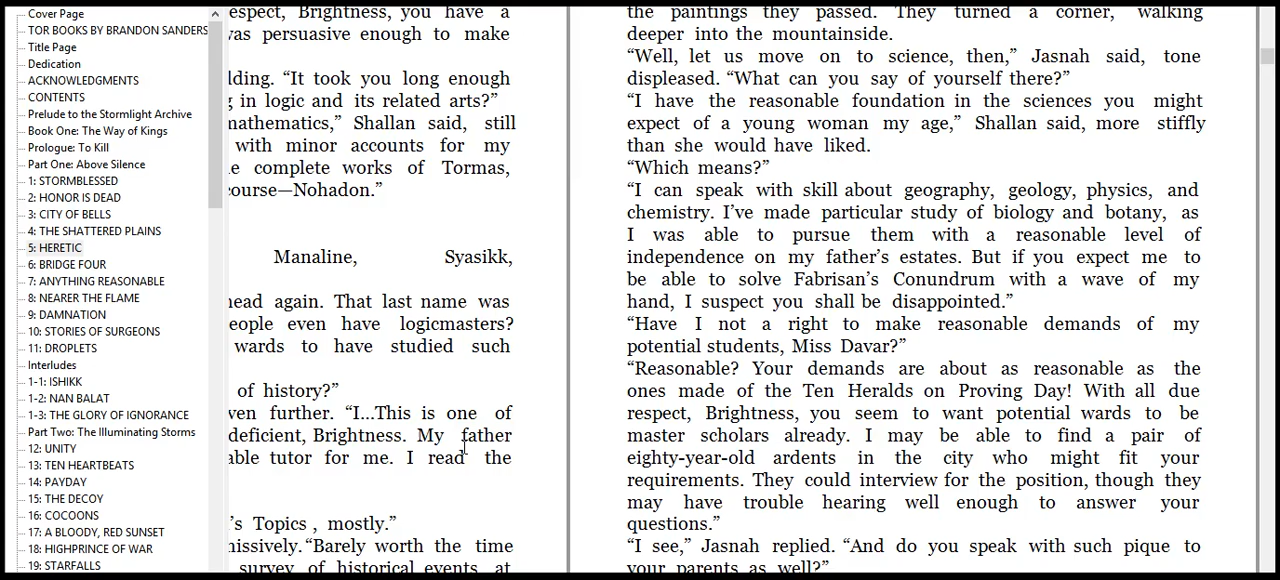 Cover Page
TOR BOOKS BY BRANDON SANDERS
Title Page
Dedication
ACKNOWLEDGMENTS
CONTENTS
Prelude to the Stormlight Archive
Book One: The Way of Kings
Prologue: To Kill
Part One: Above Silence
1: STORMBLESSED
2: HONOR IS DEAD
3: CITY OF BELLS
4: THE SHATTERED PLAINS
5: HERETIC
6: BRIDGE FOUR
7: ANYTHING REASONABLE
8: NEARER THE FLAME
9: DAMNATION
10: STORIES OF SURGEONS
11: DROPLETS
Interludes
1-1: ISHIKK
1-2: NAN BALAT
1-3: THE GLORY OF IGNORANCE
Part Two: The Illuminating Storms
12: UNITY
13: TEN HEARTBEATS
14: PAYDAY
15: THE DECOY
16: COCOONS
17: A BLOODY, RED SUNSET
18: HIGHPRINCE OF WAR
19: STARFALLS
espect, Brightness, you have a
was persuasive enough to make
lding. “It took you long enough
g in logic and its related arts?”
mathematics,” Shallan said, still
with minor accounts for my
e complete works of Tormas,
course—Nohadon.”
Manaline, Syasikk,
head again. That last name was
eople even have logicmasters?
wards to have studied such
of history?”
ven further. “I...This is one of
deficient, Brightness. My father
able tutor for me. I read the
’s Topics , mostly.”
missively.“Barely worth the time
survey of historical events at
the paintings they passed. They turned a corner, walking
deeper into the mountainside.
“Well, let us move on to science, then,” Jasnah said, tone
displeased. “What can you say of yourself there?”
“I have the reasonable foundation in the sciences you might
expect of a young woman my age,” Shallan said, more stiffly
than she would have liked.
“Which means?”
“I can speak with skill about geography, geology, physics, and
chemistry. I’ve made particular study of biology and botany, as
I was able to pursue them with a reasonable level of
independence on my father’s estates. But if you expect me to
be able to solve Fabrisan’s Conundrum with a wave of my
hand, I suspect you shall be disappointed.”
“Have I not a right to make reasonable demands of my
potential students, Miss Davar?”
“Reasonable? Your demands are about as reasonable as the
ones made of the Ten Heralds on Proving Day! With all due
respect, Brightness, you seem to want potential wards to be
master scholars already. I may be able to find a pair of
eighty-year-old ardents in the city who might fit your
requirements. They could interview for the position, though they
may have trouble hearing well enough to answer your
questions.”
“I see,” Jasnah replied. “And do you speak with such pique to
your parents as well?”